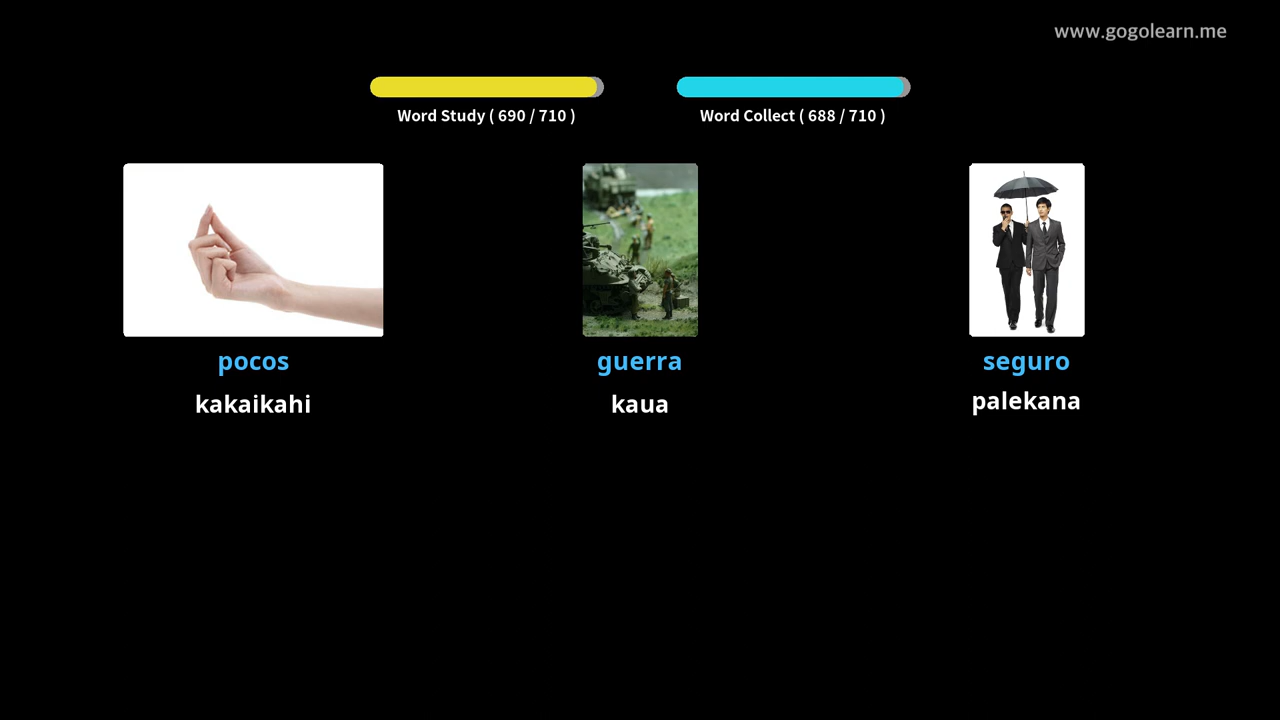 www.gogolearn.me
Word Study ( 690 / 710 )
Word Collect ( 688 / 710 )
pocos
guerra
seguro
kakaikahi
kaua
palekana